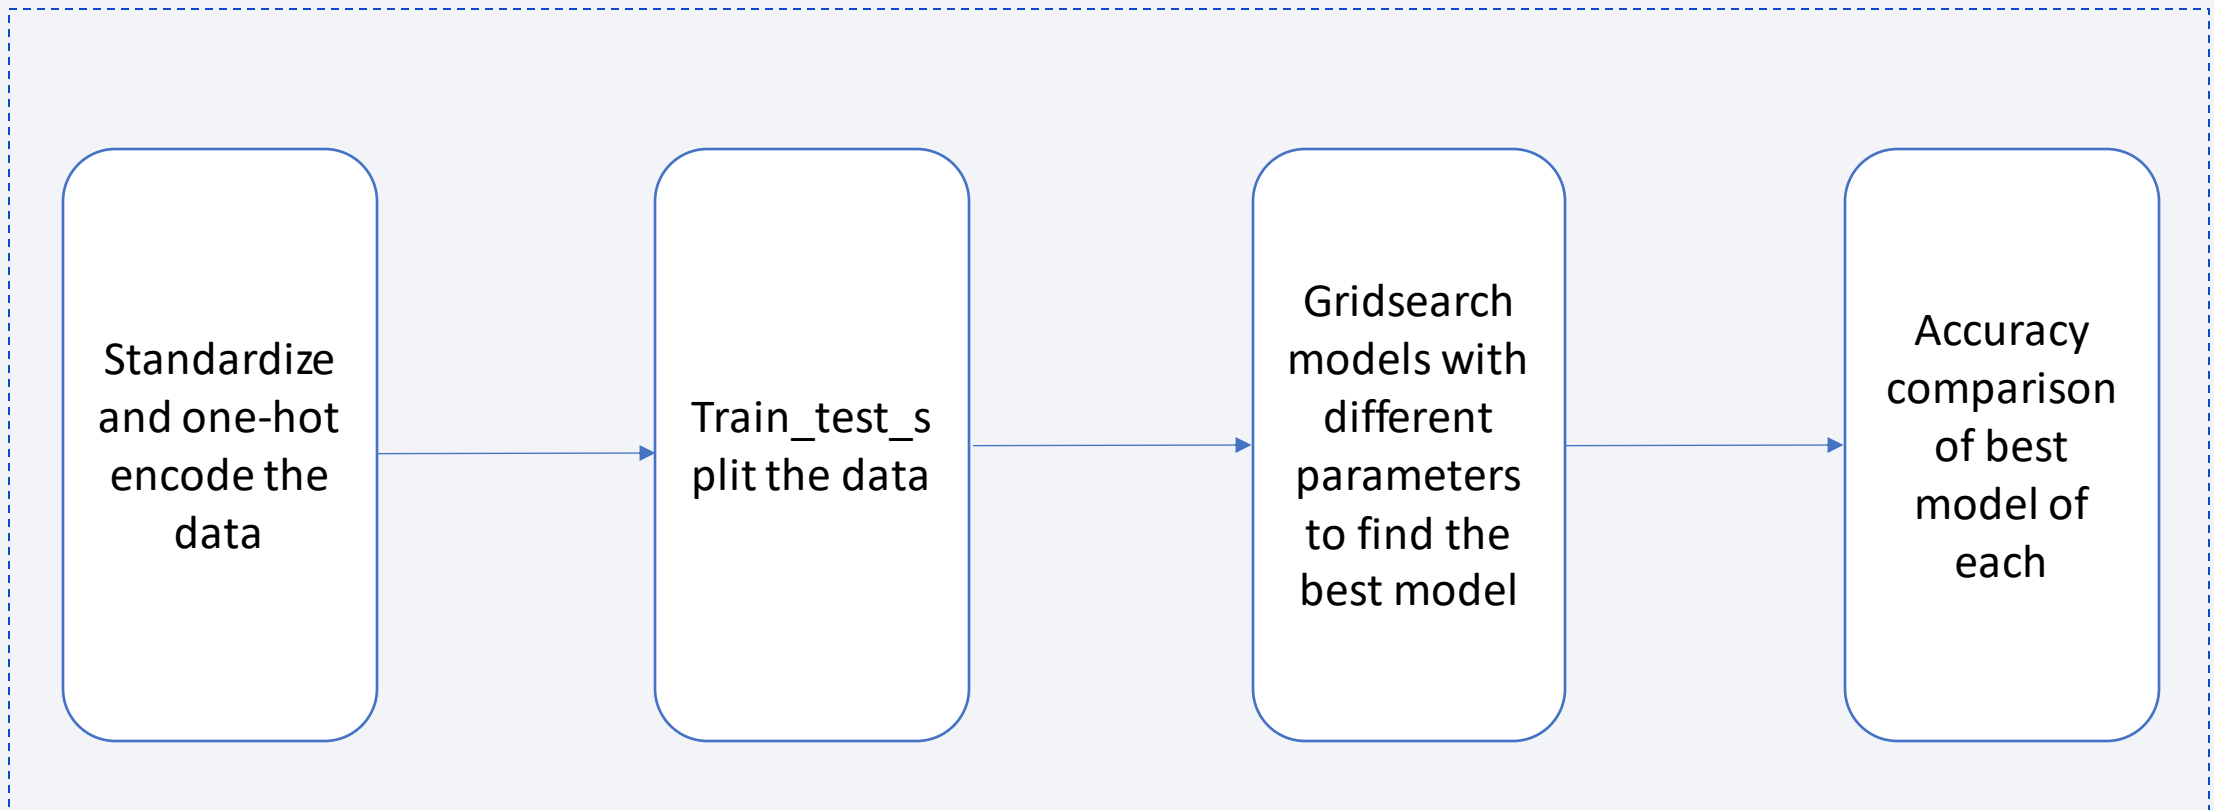 Standardize
and one-hot
encode the
data
Train_test_s
plit the data
Gridsearch
models with
different
parameters
to find the
best model
Accuracy
comparison
of best
model of
each